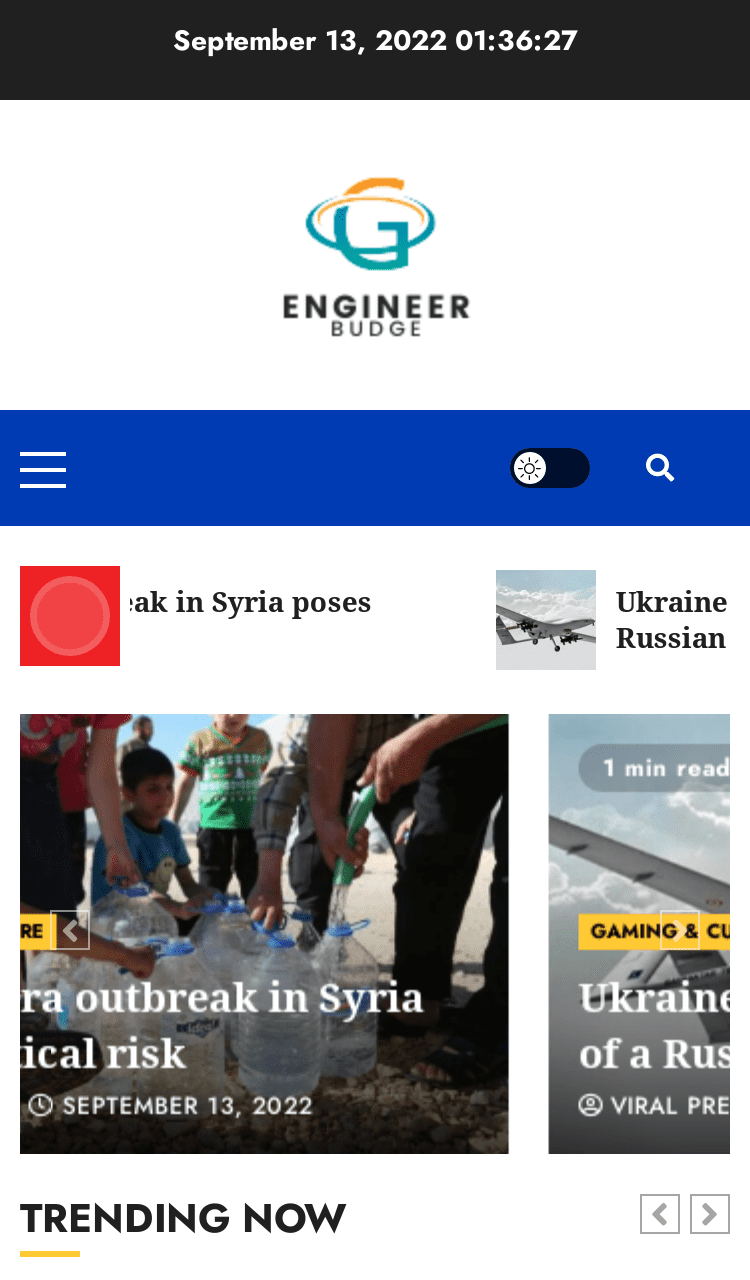 September 13, 2022 01:36:27
ENGINEER
BUDGE
eak in Syria poses
Ukraine
Russian
1 min read
RE
GAMING & CU
ra outbreak in Syria
ical risk
SEPTEMBER 13, 2022
Ukraine
of a Rus
VIRAL PRE
TRENDING NOW